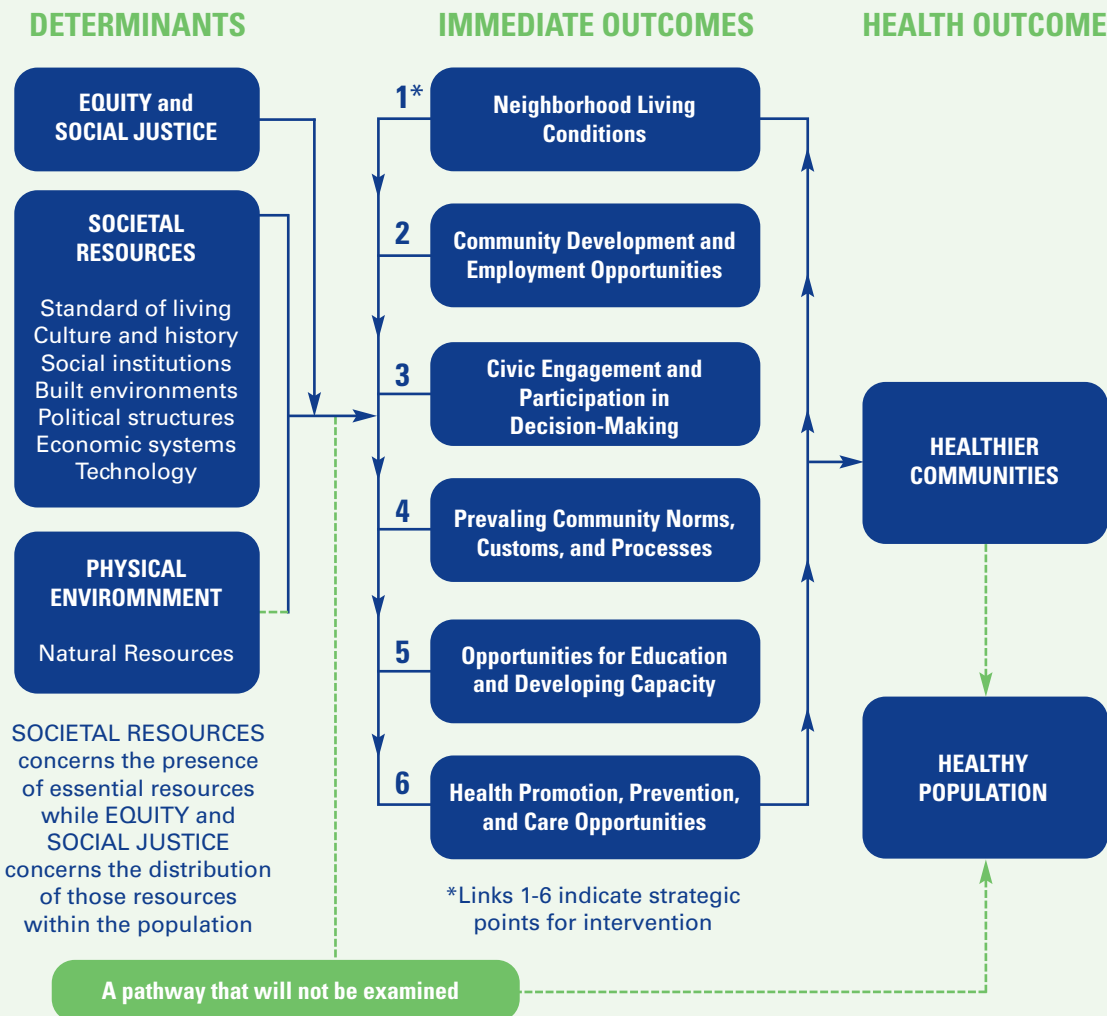 DETERMINANTS
EQUITY and
SOCIAL JUSTICE
SOCIETAL
RESOURCES
Standard of living
Culture and history
Social institutions
Built environments
Political structures
Economic systems
Technology
PHYSICAL
ENVIROMNMENT
Natural Resources
SOCIETAL RESOURCES
concerns the presence
of essential resources
while EQUITY and
SOCIAL JUSTICE
concerns the distribution
of those resources
within the population
IMMEDIATE OUTCOMES
1*
Neighborhood Living
Conditions
2
Community Development and
Employment Opportunities
3
Civic Engagement and
Participation in
Decision-Making
4
Prevaling Community Norms,
Customs, and Processes
5
Opportunities for Education
and Developing Capacity
6
Health Promotion, Prevention,
and Care Opportunities
*Links 1-6 indicate strategic
points for intervention
HEALTH OUTCOME
HEALTHIER
COMMUNITIES
HEALTHY
POPULATION
A pathway that will not be examined